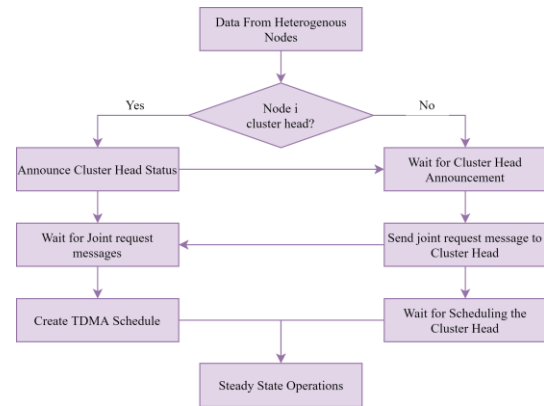 Data From Heterogenous
Nodes
Yes
Node i
cluster head?
No
Announce Cluster Head Status
Wait for Cluster Head
Announcement
Wait for Joint request
messages
Send joint request message to
Cluster Head
Create TDMA Schedule
Wait for Scheduling the
Cluster Head
Steady State Operations